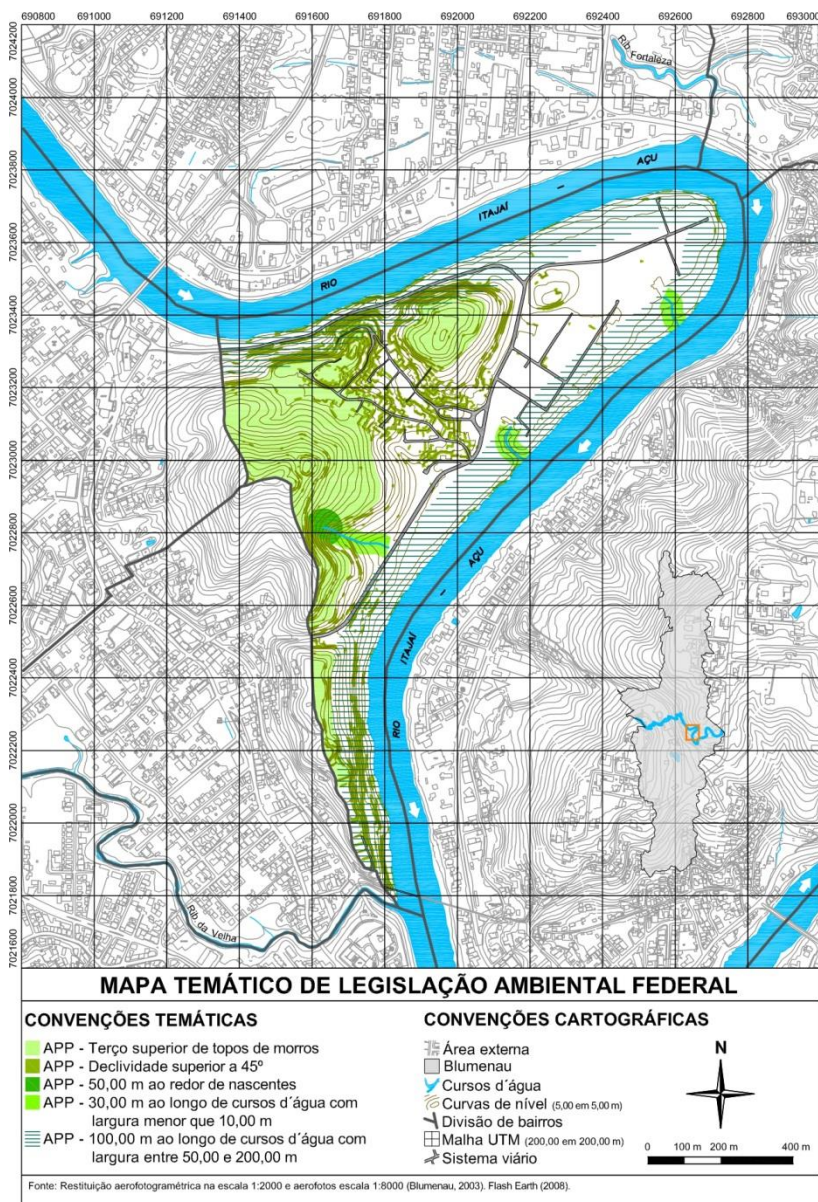 690800 691000 691200 691400 691600 691800 692000 692200 692400 692600 692800 693000
7024200
7024000
7023800
7023600
7023400
7023200
7023000
7022800
7022600
7022400
7022200
7022000
7021800
7021600
Rib. Fortaleza
RIO ITAJAÍ - AÇU
RIO ITAJAÍ - AÇU
Rib. da Velha
MAPA TEMÁTICO DE LEGISLAÇÃO AMBIENTAL FEDERAL
CONVENÇÕES TEMÁTICAS
APP - Terço superior de topos de morros
APP - Declividade superior a 45º
APP - 50,00 m ao redor de nascentes
APP - 30,00 m ao longo de cursos d´água com
largura menor que 10,00 m
APP - 100,00 m ao longo de cursos d´água com
largura entre 50,00 e 200,00 m
CONVENÇÕES CARTOGRÁFICAS
Área externa
Blumenau
Cursos d´água
Curvas de nível (5,00 em 5,00 m)
Divisão de bairros
Malha UTM (200,00 em 200,00 m)
Sistema viário
N
0 100 m 200 m 400 m
Fonte: Restituição aerofotogramétrica na escala 1:2000 e aerofotos escala 1:8000 (Blumenau, 2003). Flash Earth (2008).